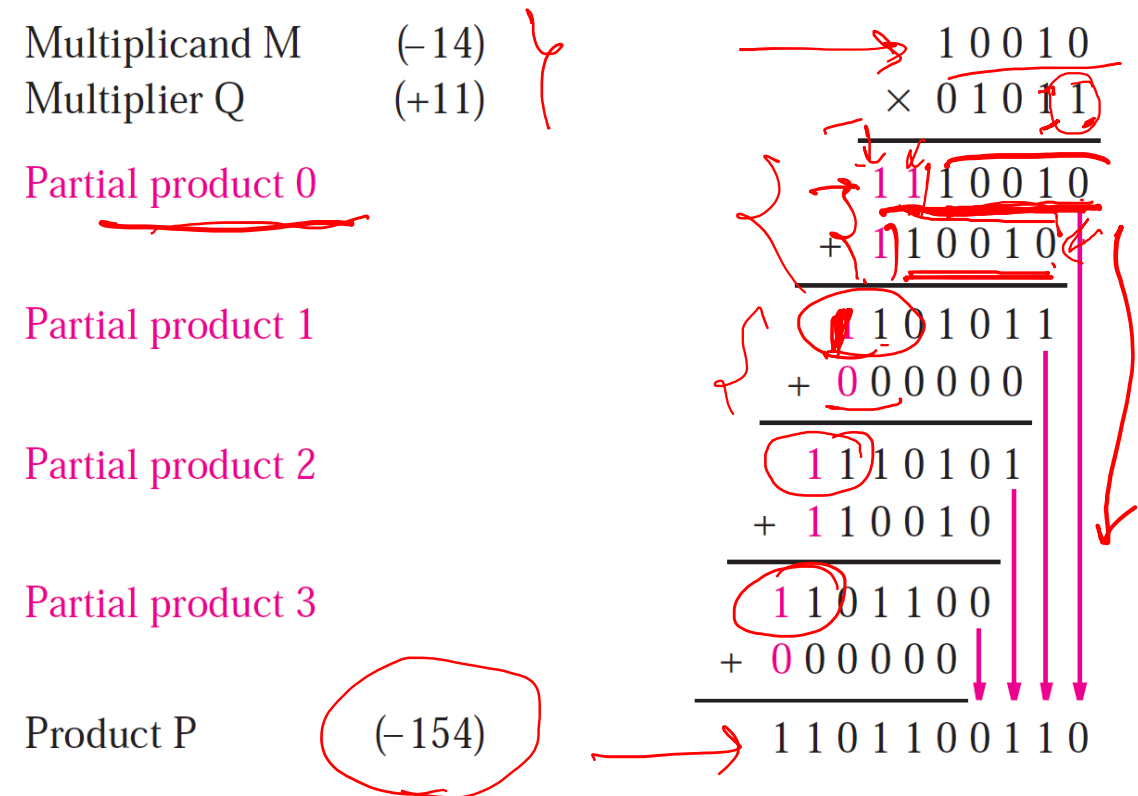 Multiplicand M (–14) 1 0 0 1 0
Multiplier Q (+11) × 0 1 0 1 1
Partial product 0 1 1 1 0 0 1 0
+ 1 1 0 0 1 0
Partial product 1 1 1 0 1 0 1 1
+ 0 0 0 0 0 0
Partial product 2 1 1 1 0 1 0 1
+ 1 1 0 0 1 0
Partial product 3 1 1 0 1 1 0 0
+ 0 0 0 0 0 0
Product P (–154) 1 1 0 1 1 0 0 1 1 0